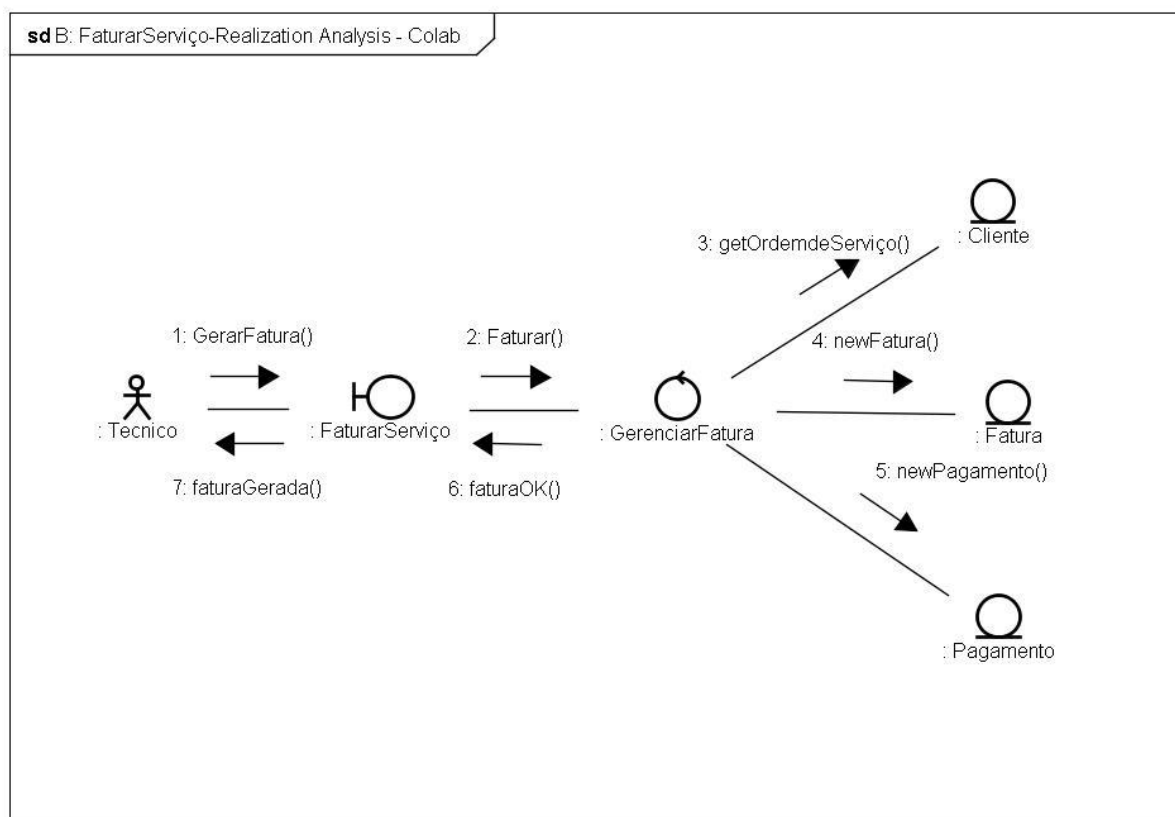 sd B: FaturarServiço-Realization Analysis - Colab
3: getOrdemdeServiço()
: Cliente
1: GerarFatura()
2: Faturar()
4: newFatura()
: Tecnico
: FaturarServiço
: GerenciarFatura
: Fatura
7: faturaGerada()
6: faturaOK()
5: newPagamento()
: Pagamento